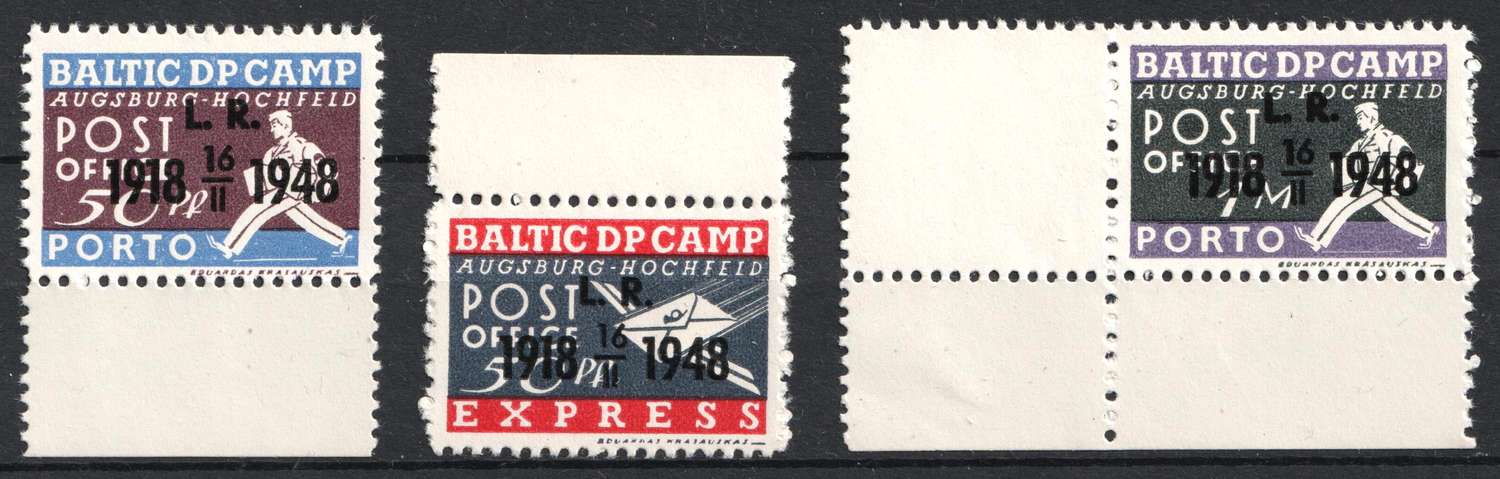 BALTIC DP CAMP
AUGSBURG-HOCHFELD
POST
L. R.
OFFICE
1918 16/II 1948
50 Pf
PORTO
EDUARDAS KRASAUSKAS
BALTIC DP CAMP
AUGSBURG-HOCHFELD
POST
L. R.
OFFICE
1918 16/II 1948
50 Pf
EXPRESS
EDUARDAS KRASAUSKAS
BALTIC DP CAMP
AUGSBURG-HOCHFELD
POST
L. R.
OFFICE
1918 16/II 1948
1 M
PORTO
EDUARDAS KRASAUSKAS